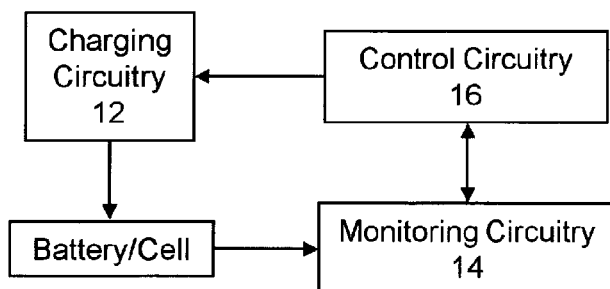 Charging
Circuitry
12
Control Circuitry
16
Battery/Cell
Monitoring Circuitry
14